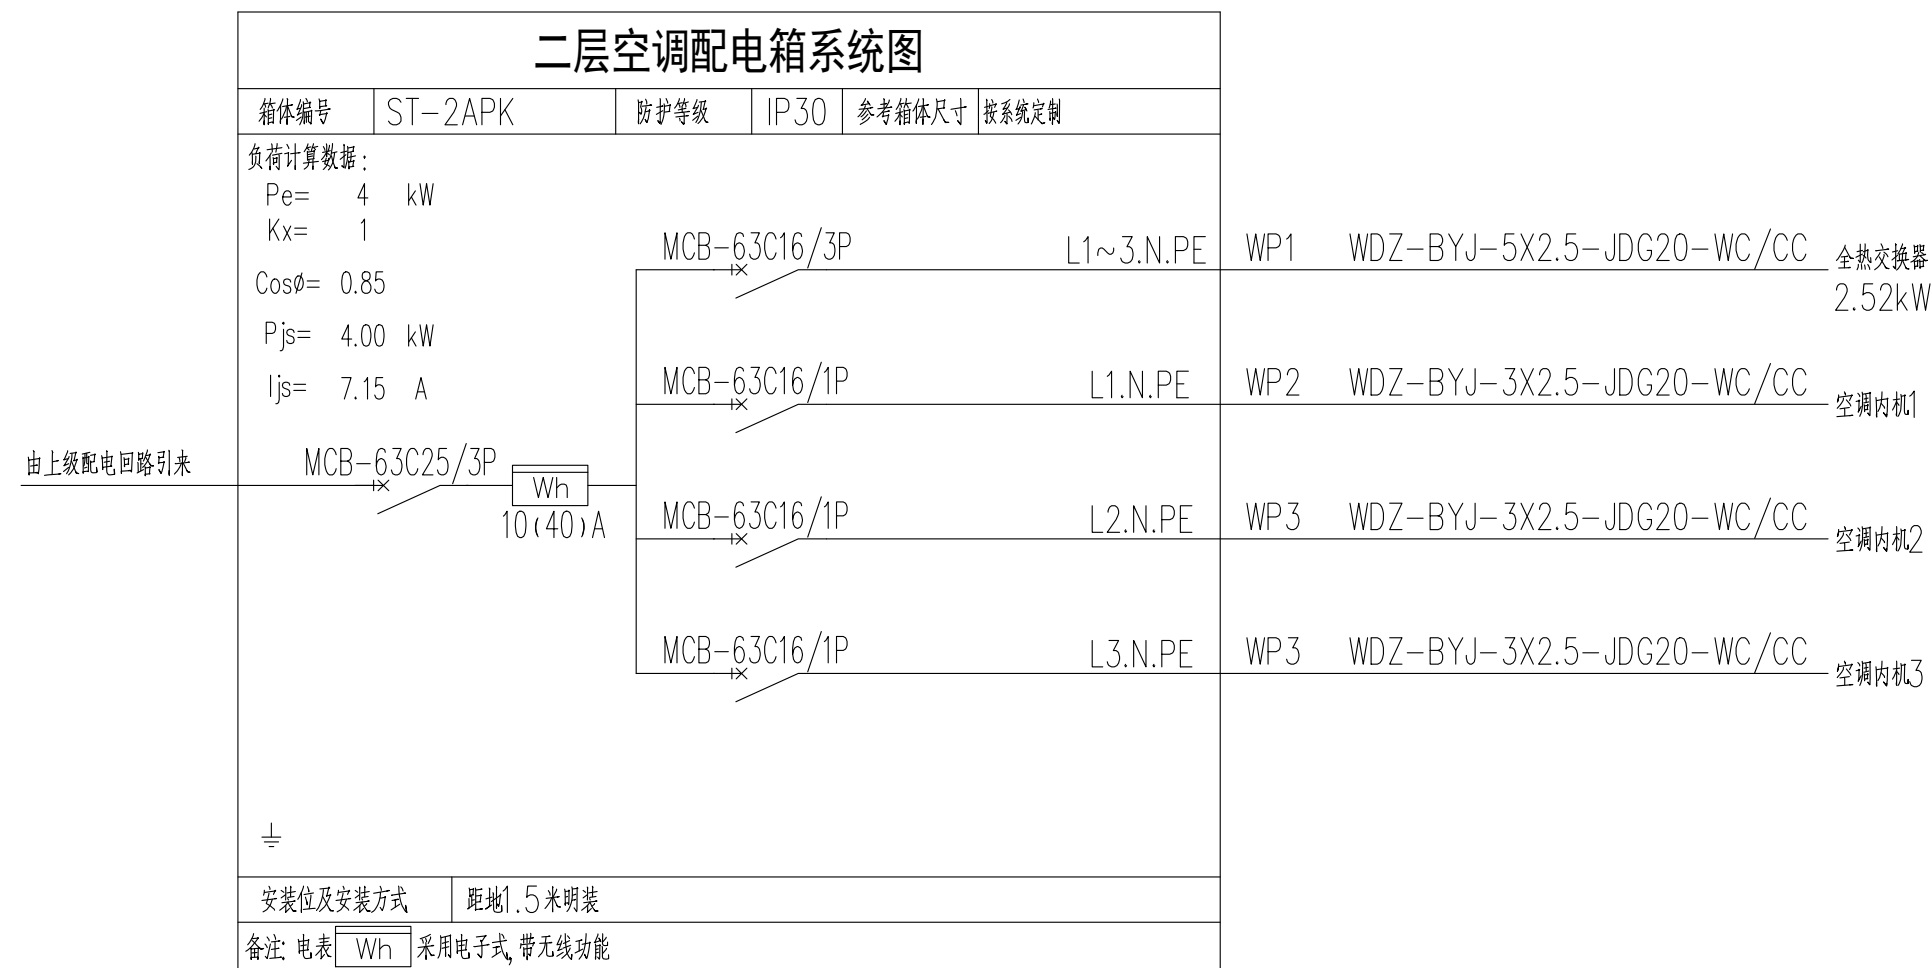 二层空调配电箱系统图
箱体编号 ST-2APK 防护等级 IP30 参考箱体尺寸 按系统定制
负荷计算数据:
Pe= 4 kW
Kx= 1
Cosø= 0.85
Pjs= 4.00 kW
Ijs= 7.15 A
由上级配电回路引来
MCB-63C25/3P
Wh
10(40)A
MCB-63C16/3P L1~3.N.PE WP1 WDZ-BYJ-5X2.5-JDG20-WC/CC 全热交换器
2.52kW
MCB-63C16/1P L1.N.PE WP2 WDZ-BYJ-3X2.5-JDG20-WC/CC 空调内机1
MCB-63C16/1P L2.N.PE WP3 WDZ-BYJ-3X2.5-JDG20-WC/CC 空调内机2
MCB-63C16/1P L3.N.PE WP3 WDZ-BYJ-3X2.5-JDG20-WC/CC 空调内机3
安装位及安装方式 距地1.5米明装
备注: 电表 Wh 采用电子式,带无线功能